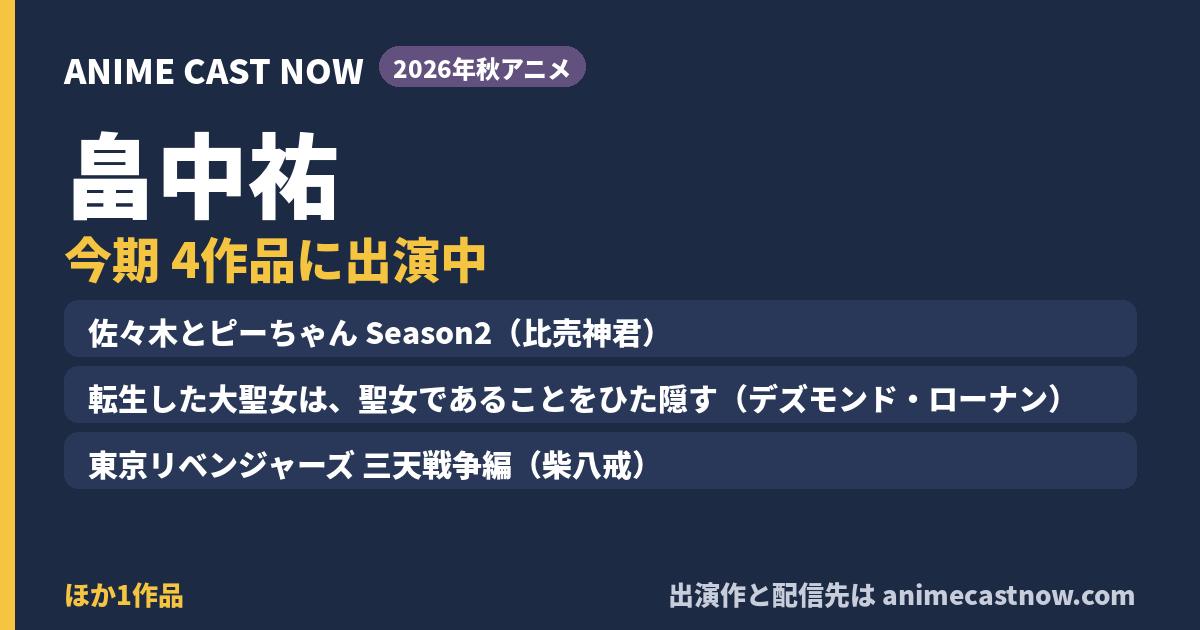 ANIME CAST NOW 2026年秋アニメ
畠中祐
今期 4作品に出演中
佐々木とピーちゃん Season2（比売神君）
転生した大聖女は、聖女であることをひた隠す（デズモンド・ローナン）
東京リベンジャーズ 三天戦争編（柴八戒）
ほか1作品
出演作と配信先は animecastnow.com